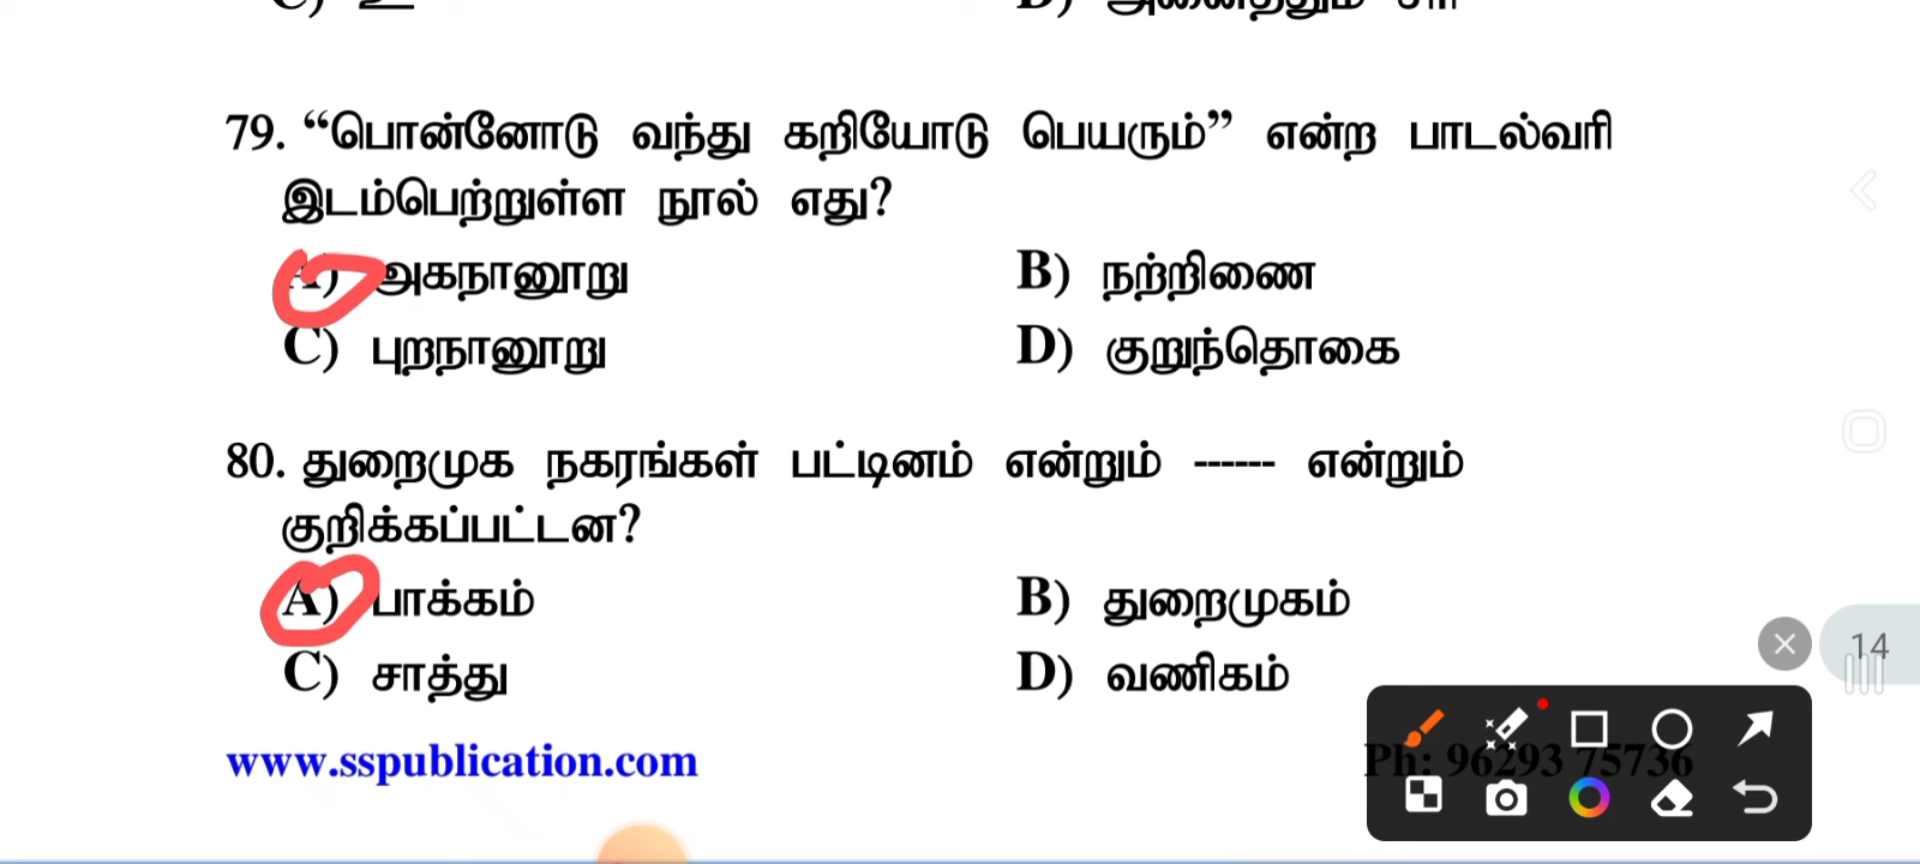 79. “பொன்னோடு வந்து கறியோடு பெயரும்” என்ற பாடல்வரி
இடம்பெற்றுள்ள நூல் எது?
A) அகநானூறு B) நற்றிணை
C) புறநானூறு D) குறுந்தொகை
80. துறைமுக நகரங்கள் பட்டினம் என்றும் ------ என்றும்
குறிக்கப்பட்டன?
A) பாக்கம் B) துறைமுகம்
C) சாத்து D) வணிகம்
14
www.sspublication.com Ph: 96293 75736